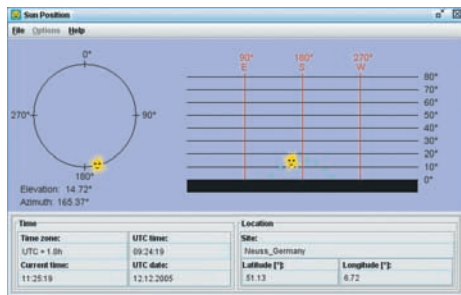 Sun Position
File Options Help
0°
270° 90°
180°
Elevation: 14.72°
Azimuth: 165.37°
90° 180° 270°
E S W
80°
70°
60°
50°
40°
30°
20°
10°
0°
Time
Time zone: UTC time:
UTC + 1.0h 09:24:19
Current time: UTC date:
11:25:19 12.12.2005
Location
Site:
Neuss_Germany
Latitude [°]: Longitude [°]:
51.13 6.72